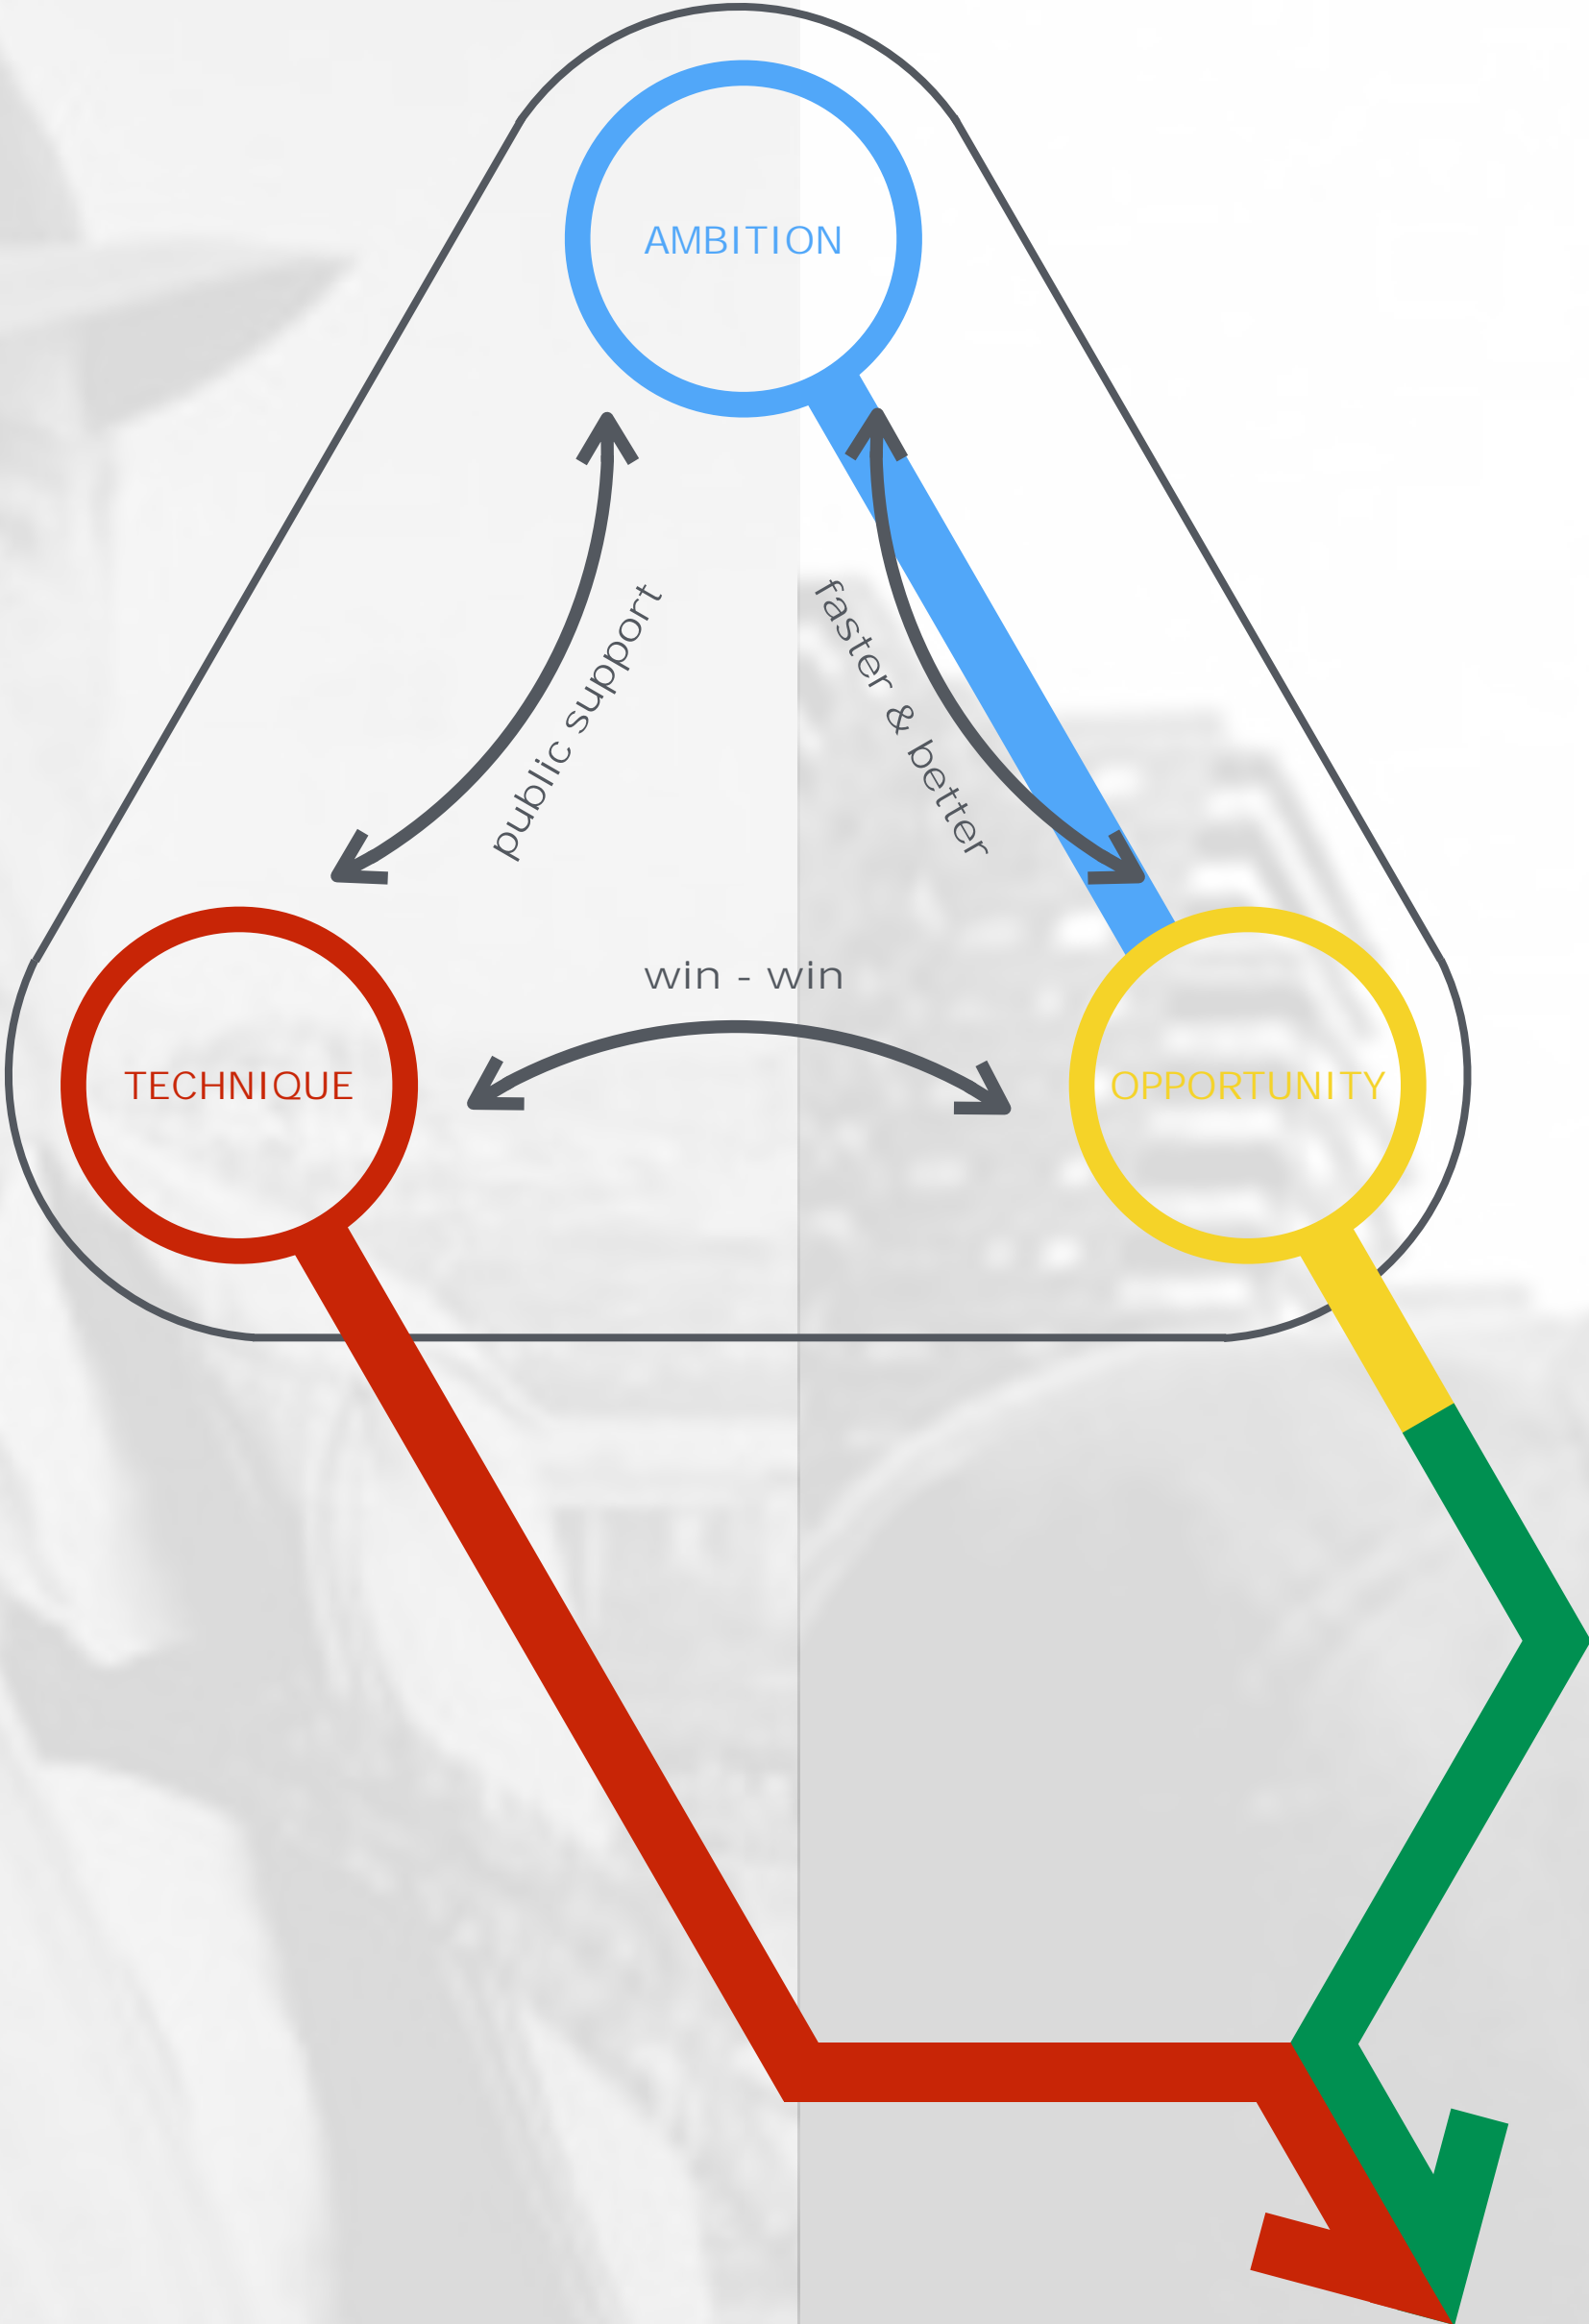 AMBITION
public support
faster & better
win - win
TECHNIQUE
OPPORTUNITY